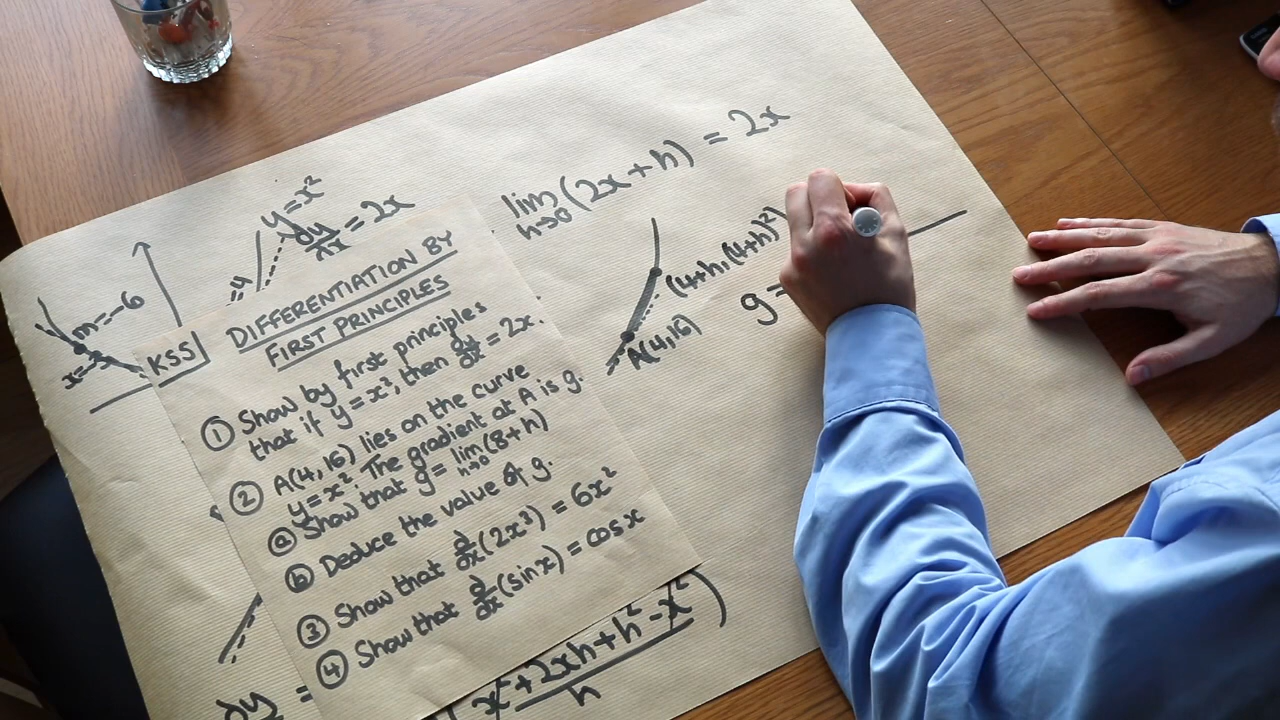 y=x²
dy/dx = 2x
m=-6
lim h→0 (2x+h) = 2x
(4+h,(4+h)²)
A(4,16)
g=
KSS
DIFFERENTIATION BY
FIRST PRINCIPLES
① Show by first principles
that if y=x², then dy/dx = 2x.
② A(4,16) lies on the curve
y=x². The gradient at A is g.
ⓐ Show that g= lim h→0 (8+h)
ⓑ Deduce the value of g.
③ Show that d/dx(2x³) = 6x²
④ Show that d/dx(sinx) = cosx
dy =
(x²+2xh+h²-x²)
h